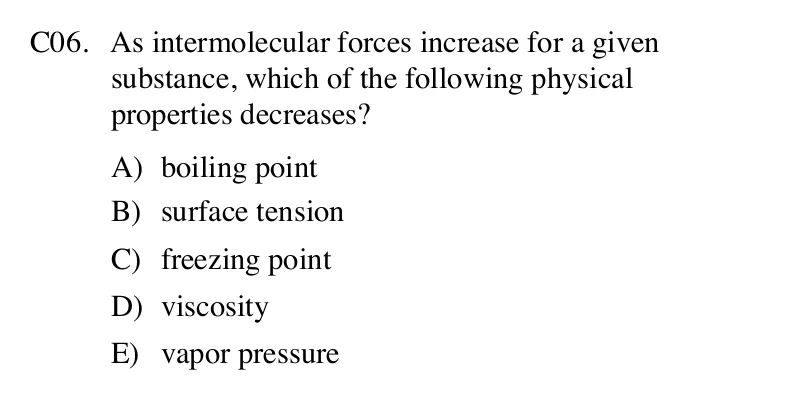 C06. As intermolecular forces increase for a given
substance, which of the following physical
properties decreases?
A) boiling point
B) surface tension
C) freezing point
D) viscosity
E) vapor pressure